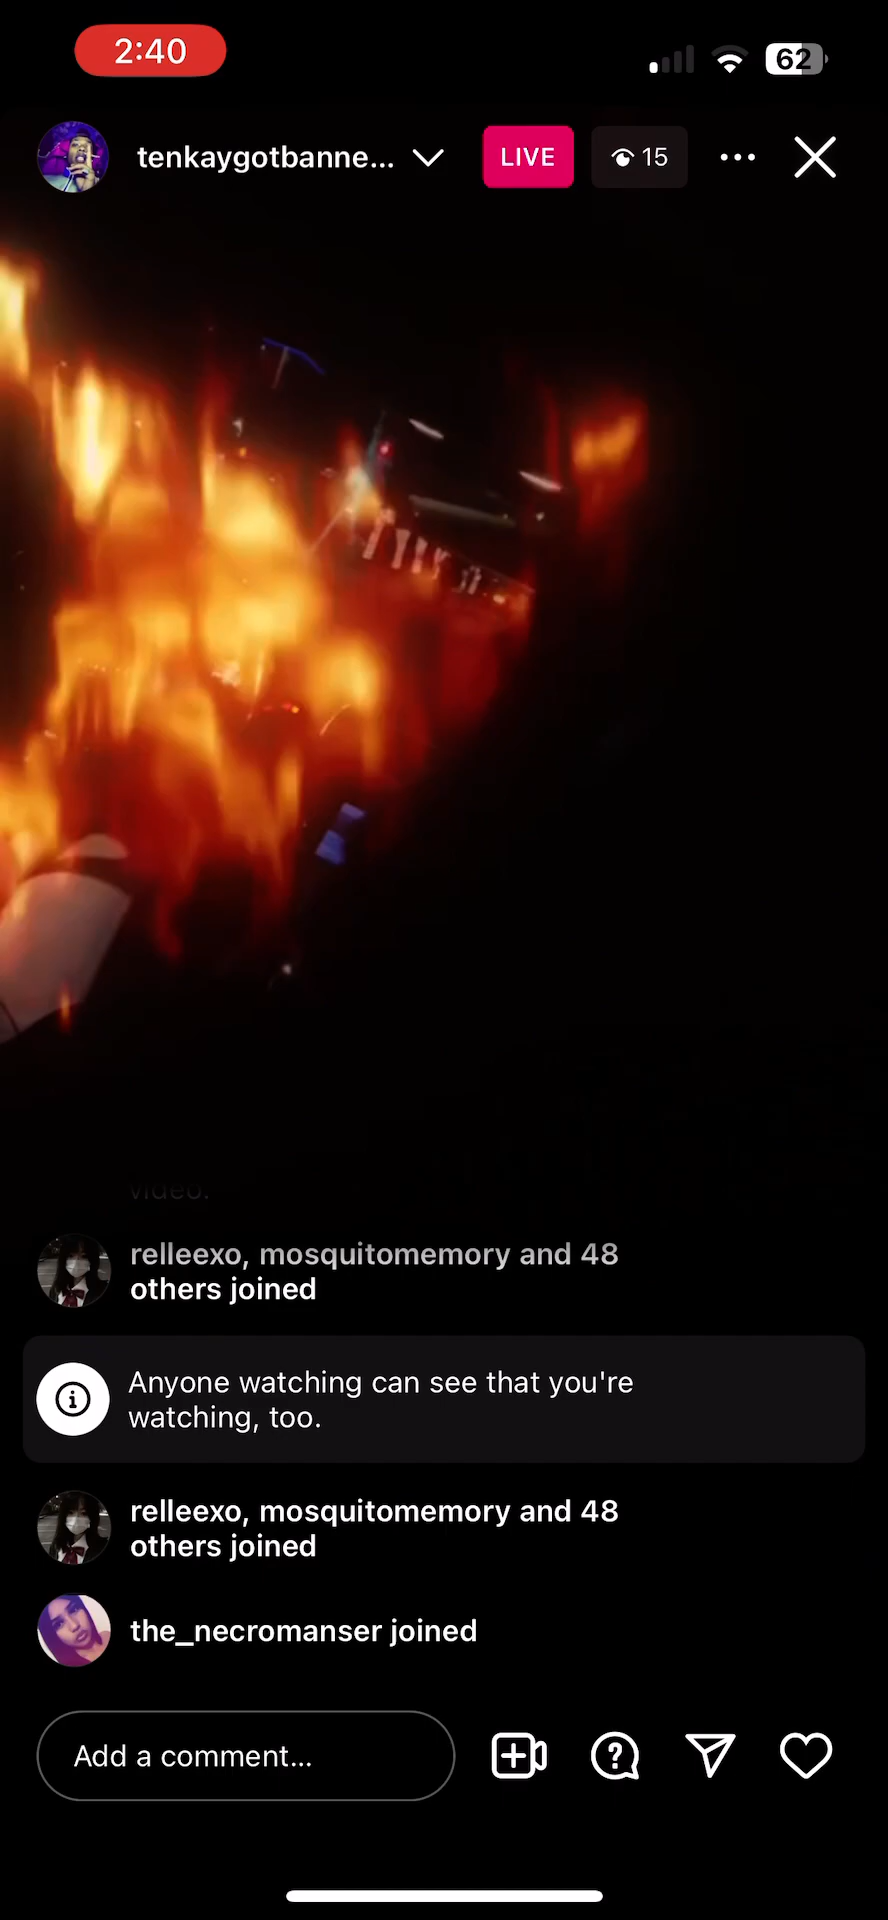 2:40
62
tenkaygotbanne...
LIVE
15
video.
relleexo, mosquitomemory and 48
others joined
Anyone watching can see that you're
watching, too.
relleexo, mosquitomemory and 48
others joined
the_necromanser joined
Add a comment...